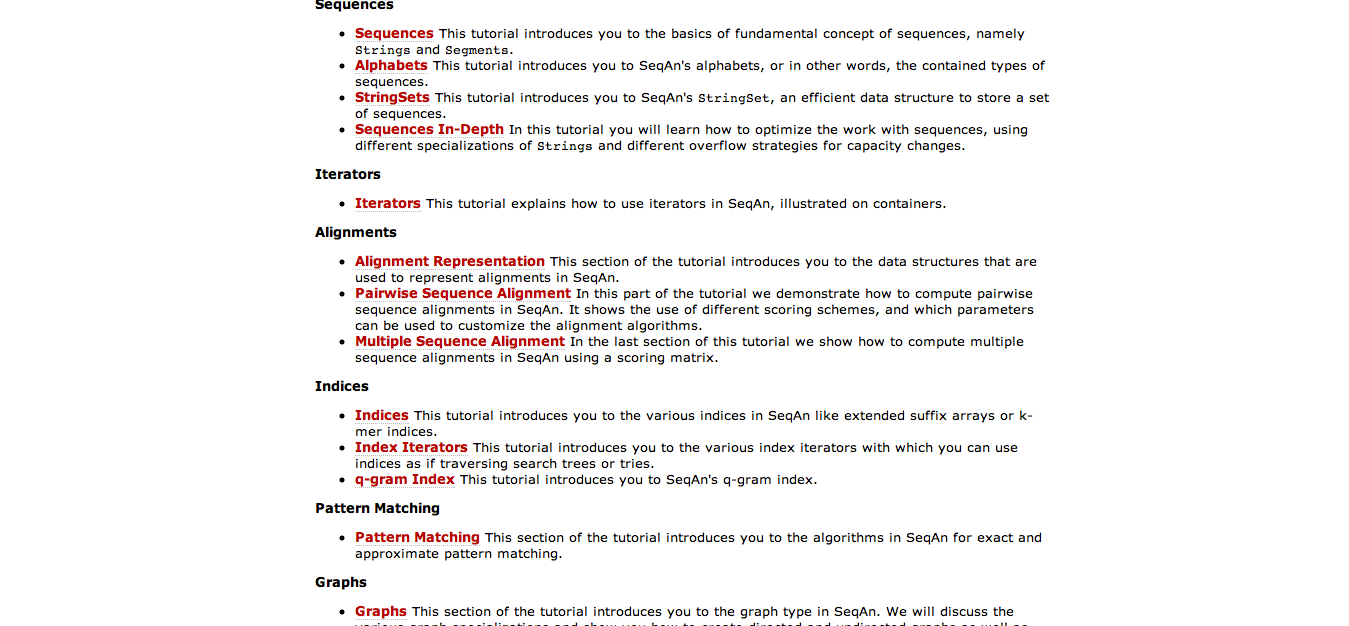 Sequences
Sequences This tutorial introduces you to the basics of fundamental concept of sequences, namely
Strings and Segments.
Alphabets This tutorial introduces you to SeqAn's alphabets, or in other words, the contained types of
sequences.
StringSets This tutorial introduces you to SeqAn's StringSet, an efficient data structure to store a set
of sequences.
Sequences In-Depth In this tutorial you will learn how to optimize the work with sequences, using
different specializations of Strings and different overflow strategies for capacity changes.
Iterators
Iterators This tutorial explains how to use iterators in SeqAn, illustrated on containers.
Alignments
Alignment Representation This section of the tutorial introduces you to the data structures that are
used to represent alignments in SeqAn.
Pairwise Sequence Alignment In this part of the tutorial we demonstrate how to compute pairwise
sequence alignments in SeqAn. It shows the use of different scoring schemes, and which parameters
can be used to customize the alignment algorithms.
Multiple Sequence Alignment In the last section of this tutorial we show how to compute multiple
sequence alignments in SeqAn using a scoring matrix.
Indices
Indices This tutorial introduces you to the various indices in SeqAn like extended suffix arrays or k-
mer indices.
Index Iterators This tutorial introduces you to the various index iterators with which you can use
indices as if traversing search trees or tries.
q-gram Index This tutorial introduces you to SeqAn's q-gram index.
Pattern Matching
Pattern Matching This section of the tutorial introduces you to the algorithms in SeqAn for exact and
approximate pattern matching.
Graphs
Graphs This section of the tutorial introduces you to the graph type in SeqAn. We will discuss the